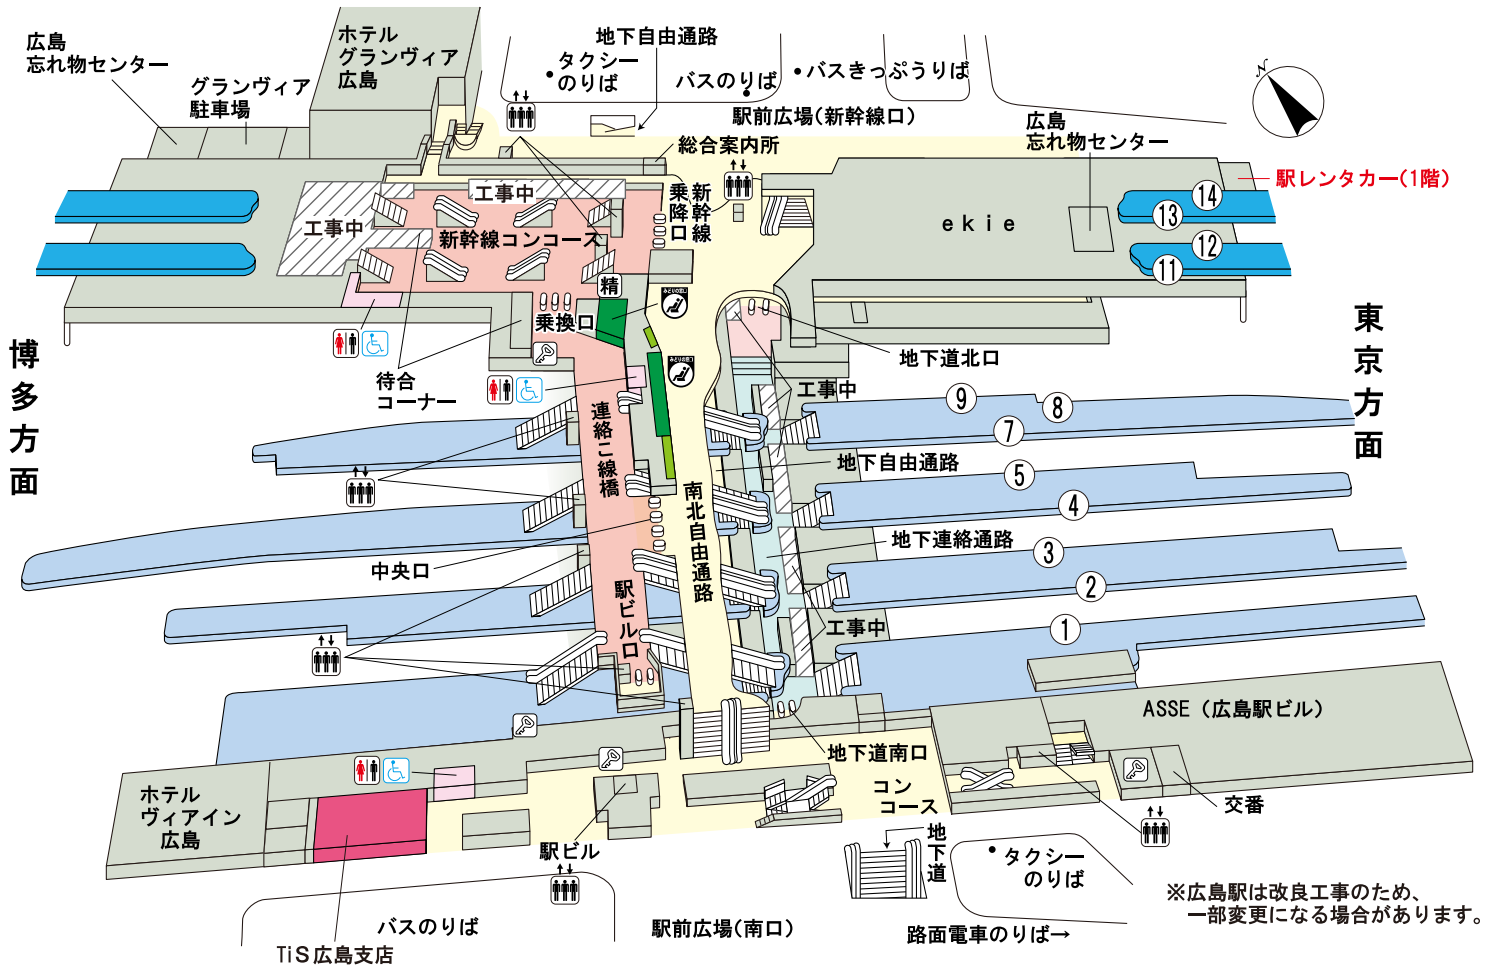 広島
忘れ物センター
グランヴィア
駐車場
ホテル
グランヴィア
広島
タクシー
のりば
地下自由通路
バスのりば
バスきっぷうりば
駅前広場(新幹線口)
N
総合案内所
広島
忘れ物センター
駅レンタカー(1階)
工事中
工事中
新幹線
乗降口
ekie
14
13
12
11
新幹線コンコース
精
みどりの窓口
乗換口
地下道北口
博多方面
東京方面
待合
コーナー
みどりの窓口
工事中
連絡こ線橋
9
8
7
地下自由通路
5
4
南北自由通路
地下連絡通路
3
2
中央口
駅ビル口
工事中
1
ASSE(広島駅ビル)
地下道南口
コン
コース
ホテル
ヴィアイン
広島
交番
駅ビル
地下道
タクシー
のりば
バスのりば
駅前広場(南口)
路面電車のりば→
TiS広島支店
※広島駅は改良工事のため、
一部変更になる場合があります。